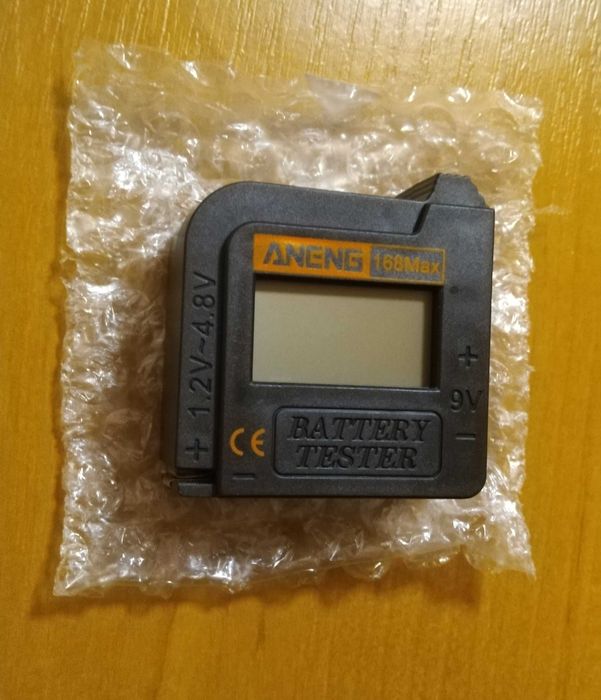 ANENG 168Max
+ 1.2V~4.8V
+
9V
−
CE
BATTERY
TESTER
−